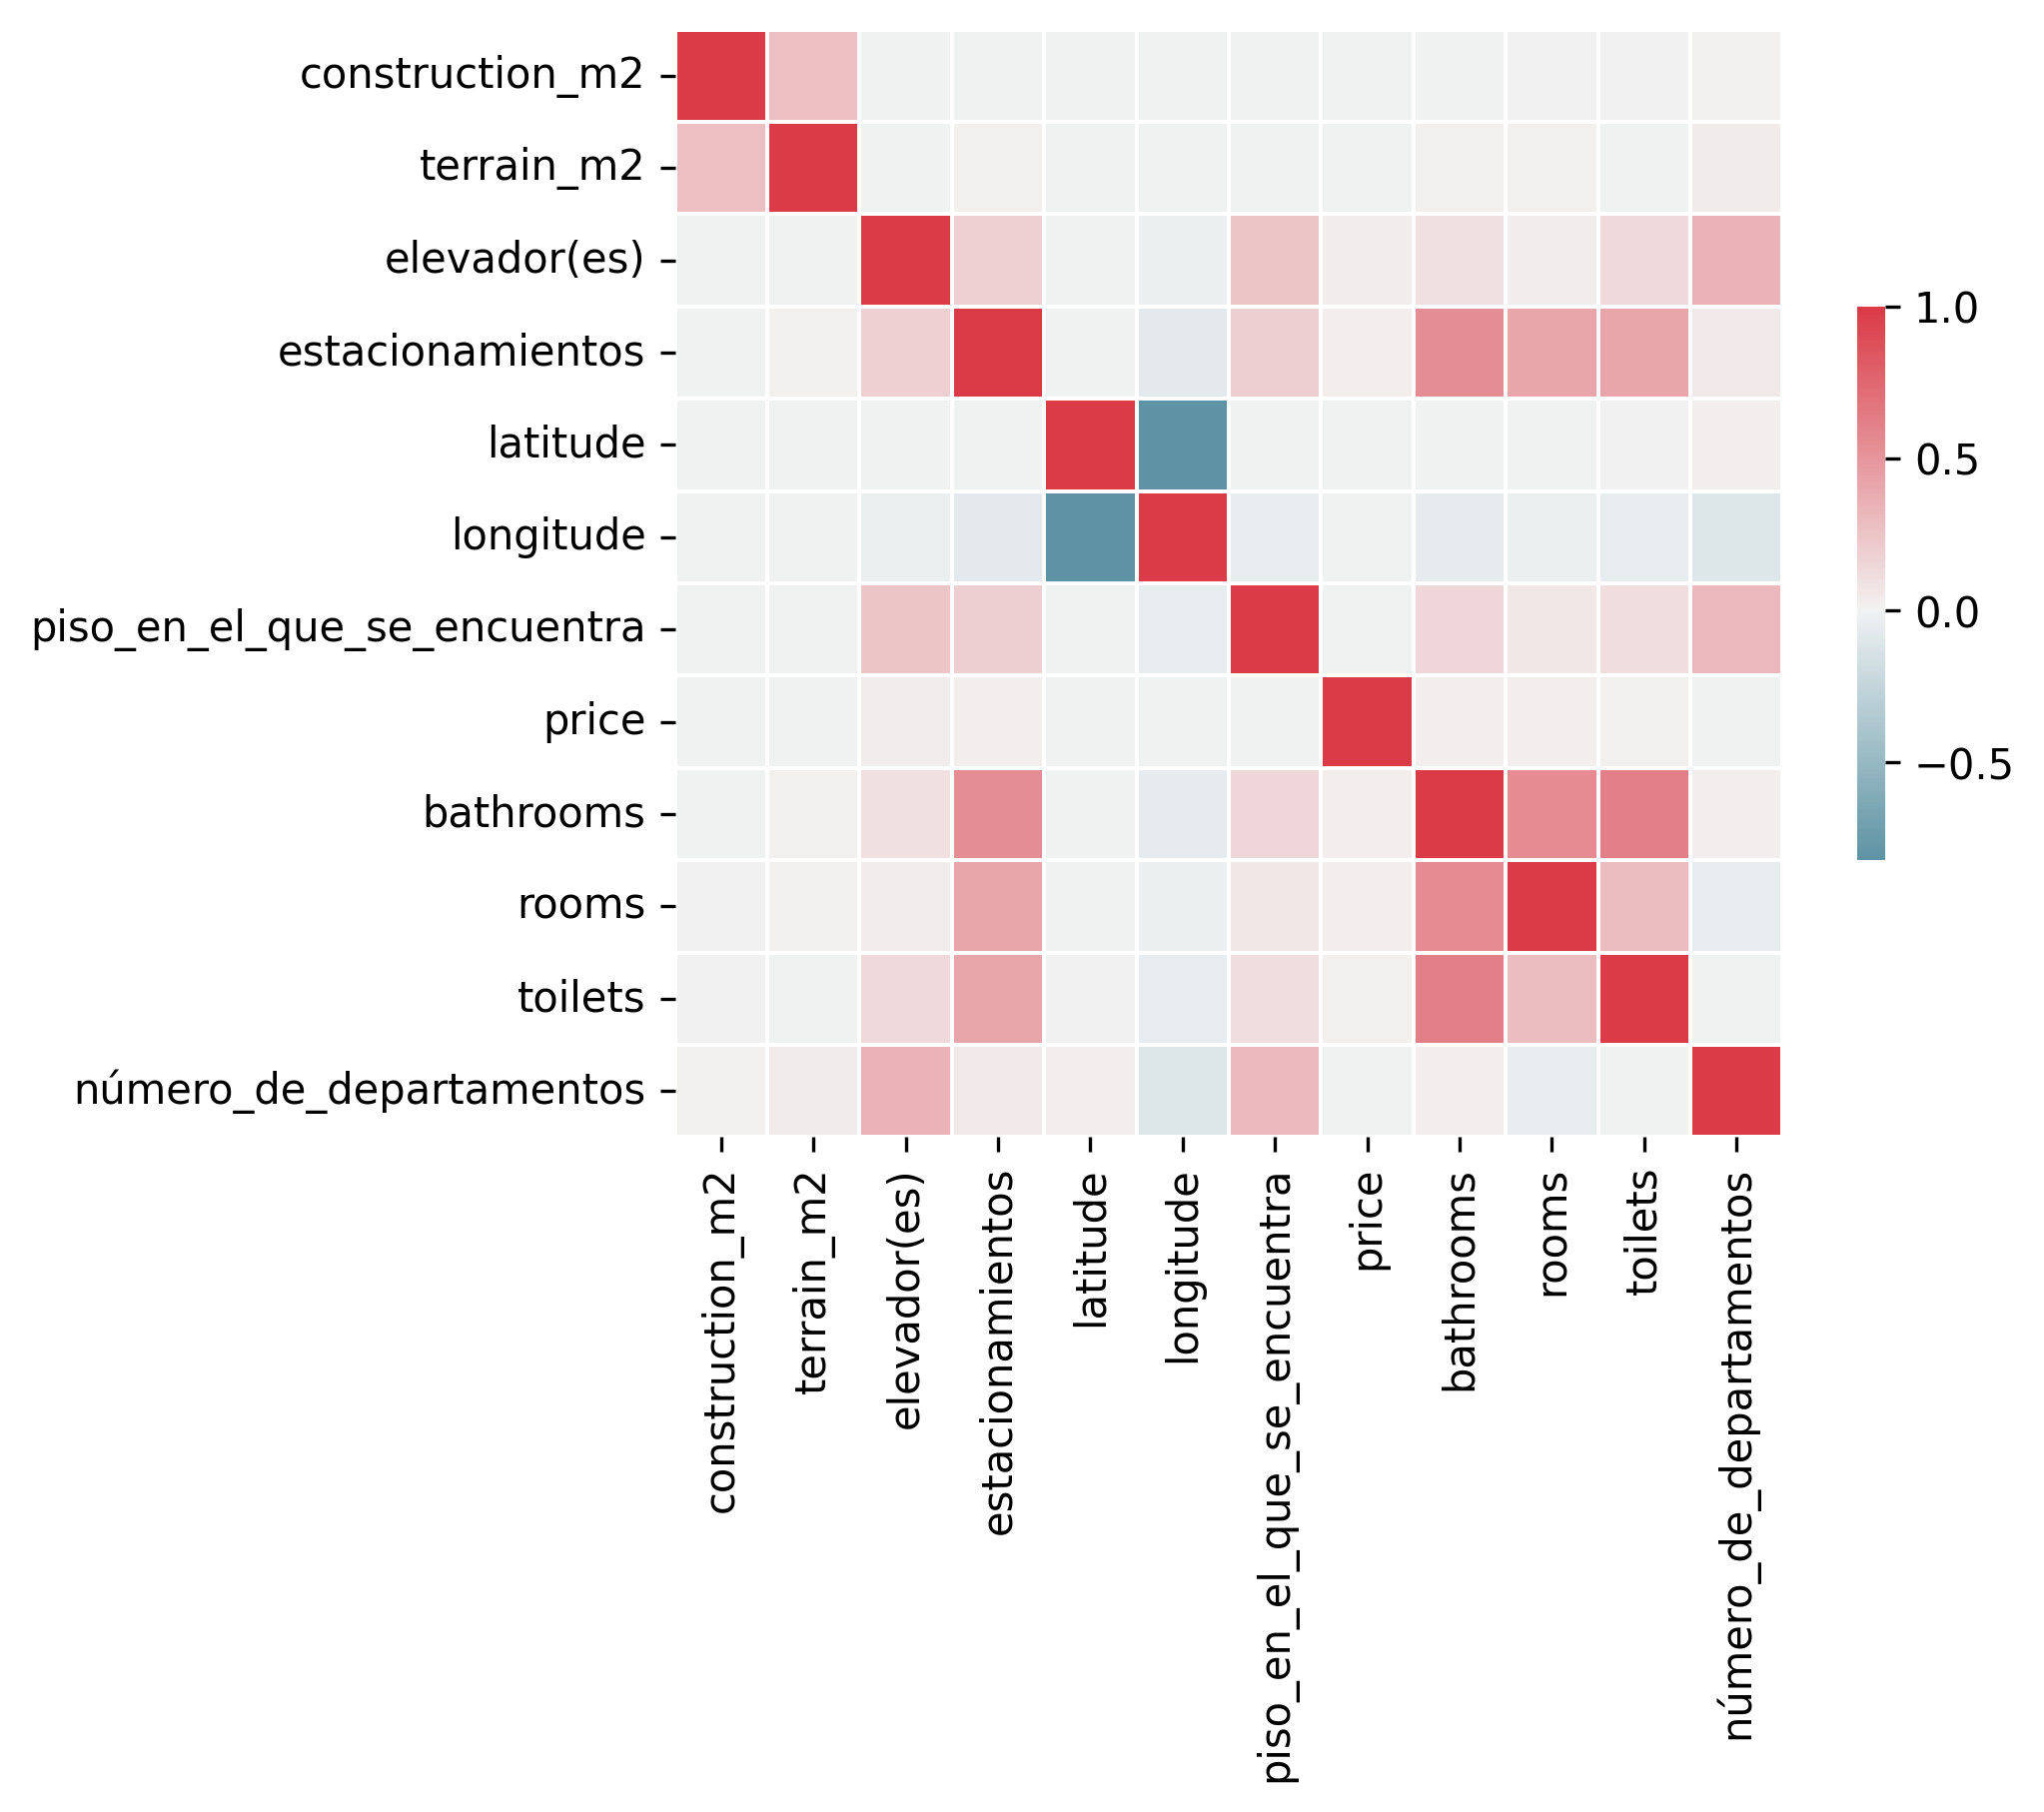 construction_m2
terrain_m2
elevador(es)
estacionamientos
latitude
longitude
piso_en_el_que_se_encuentra
price
bathrooms
rooms
toilets
número_de_departamentos
1.0
0.5
0.0
−0.5
construction_m2
terrain_m2
elevador(es)
estacionamientos
latitude
longitude
piso_en_el_que_se_encuentra
price
bathrooms
rooms
toilets
número_de_departamentos